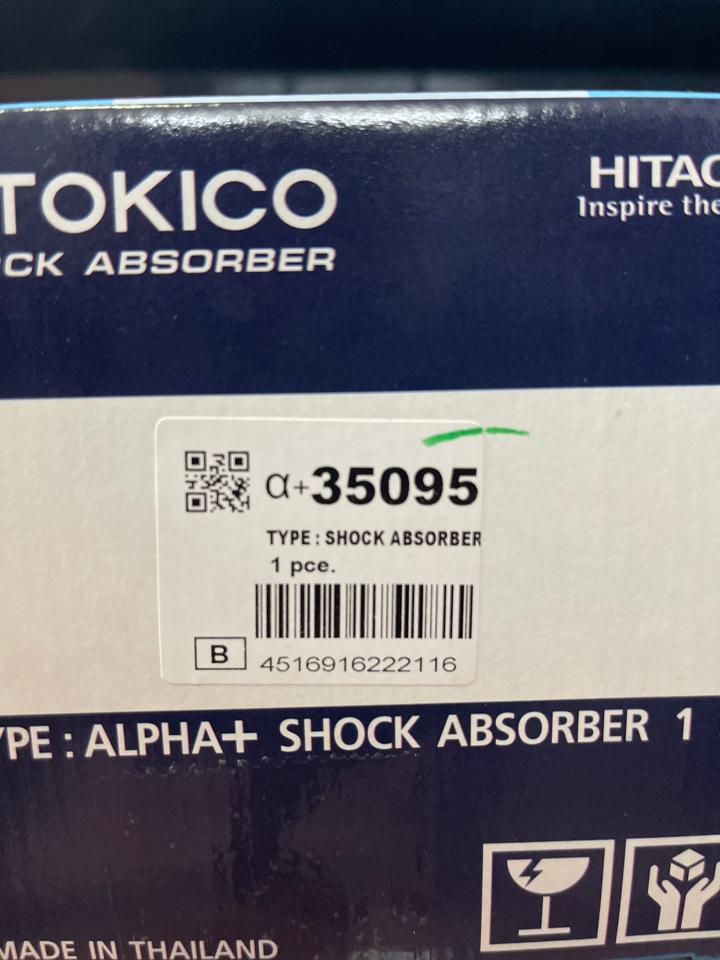 TOKICO
CK ABSORBER
HITAC
Inspire the
α+35095
TYPE : SHOCK ABSORBER
1 pce.
B
4516916222116
YPE : ALPHA+ SHOCK ABSORBER 1
MADE IN THAILAND